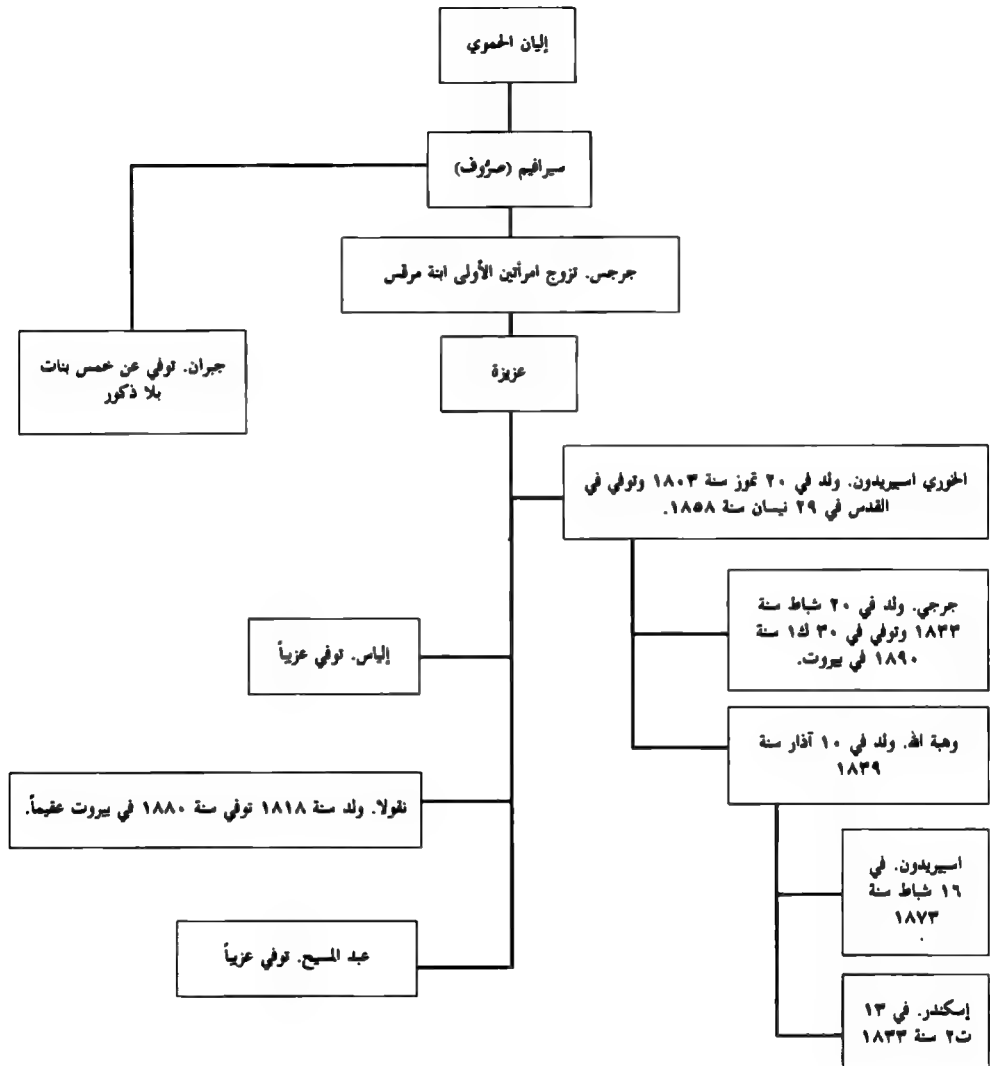 إليان الحموي
سيرافيم (صرُوف)
جرجس. تزوج امرأتين الأولى ابنة مرقس
جبران. توفي عن خمس بنات
بلا ذكور
عزيزة
الخوري اسبيريدون. ولد في ٢٠ تموز سنة ١٨٠٣ وتوفي في
القدس في ٢٩ نيسان سنة ١٨٥٨.
جرجي. ولد في ٢٠ شباط سنة
١٨٣٣ وتوفي في ٣٠ ك١ سنة
١٨٩٠ في بيروت.
إلياس. توفي عزيباً
وهبة الله. ولد في ١٠ آذار سنة
١٨٣٩
نقولا. ولد سنة ١٨١٨ توفي سنة ١٨٨٠ في بيروت عقيماً.
اسبيريدون. في
١٦ شباط سنة
١٨٧٣
.
عبد المسيح. توفي عزيباً
إسكندر. في ١٣
ت٢ سنة ١٨٣٣